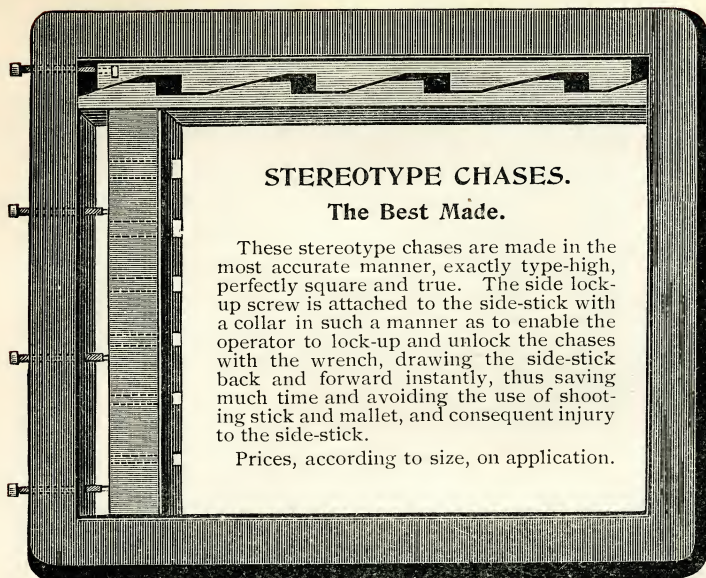 STEREOTYPE CHASES.
The Best Made.
These stereotype chases are made in the
most accurate manner, exactly type-high,
perfectly square and true. The side lock-
up screw is attached to the side-stick with
a collar in such a manner as to enable the
operator to lock-up and unlock the chases
with the wrench, drawing the side-stick
back and forward instantly, thus saving
much time and avoiding the use of shoot-
ing stick and mallet, and consequent injury
to the side-stick.
Prices, according to size, on application.